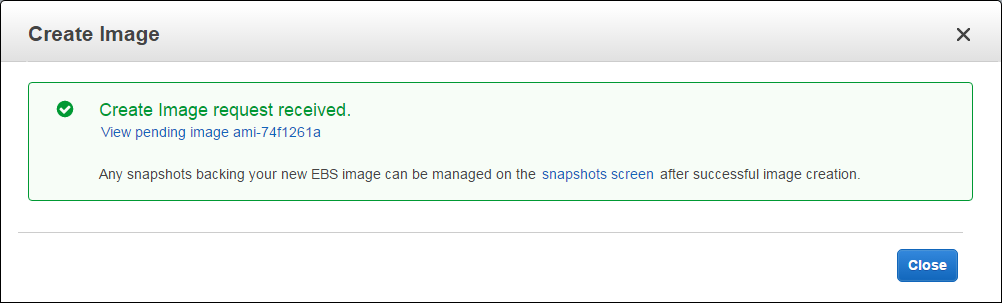 Create Image
Create Image request received.
View pending image ami-74f1261a
Any snapshots backing your new EBS image can be managed on the snapshots screen after successful image creation.
Close